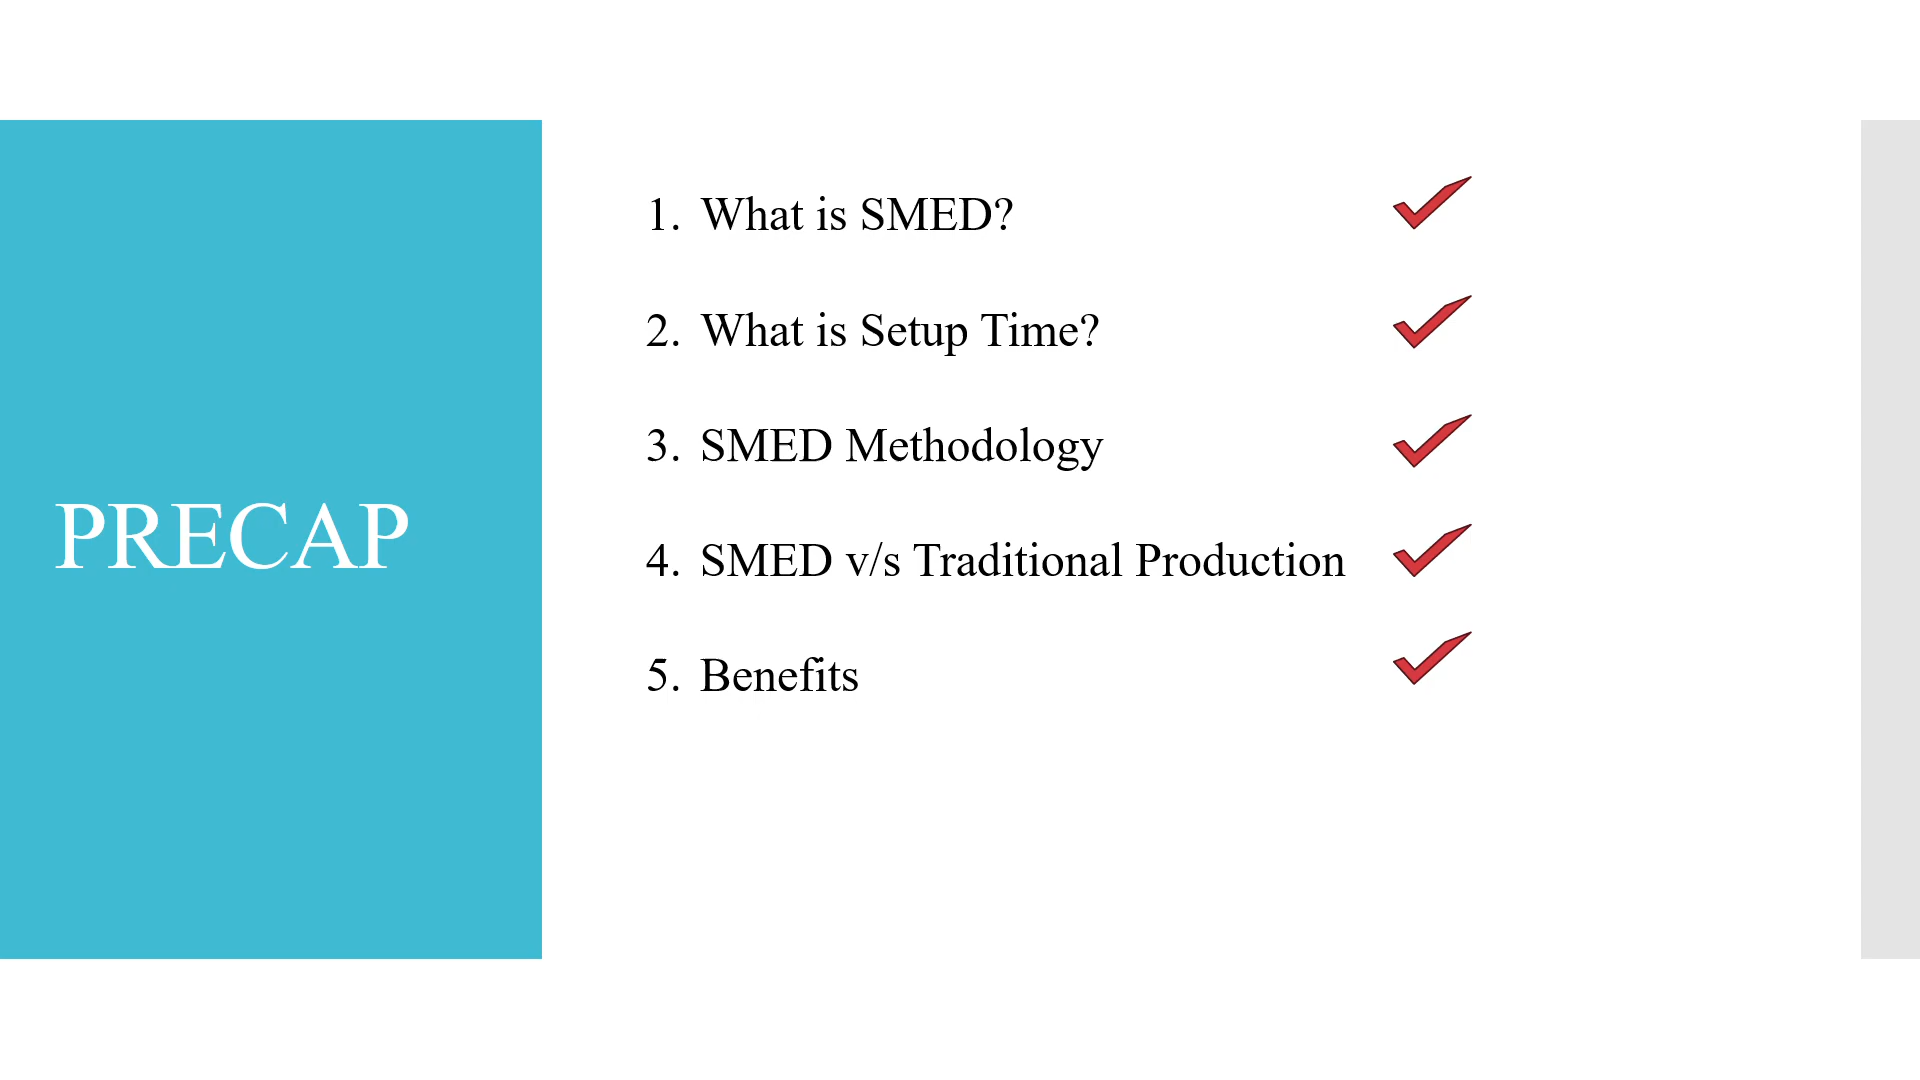 PRECAP
1. What is SMED?
2. What is Setup Time?
3. SMED Methodology
4. SMED v/s Traditional Production
5. Benefits